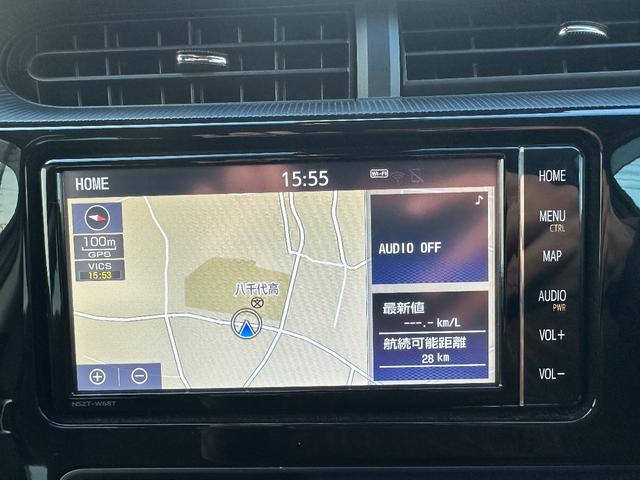 HOME
15:55
Wi-Fi
100m
GPS
VICS
15:53
八千代高
AUDIO OFF
最新値
---.- km/L
航続可能距離
28 km
NSZT-W68T
HOME
MENU
CTRL
MAP
AUDIO
PWR
VOL+
VOL-